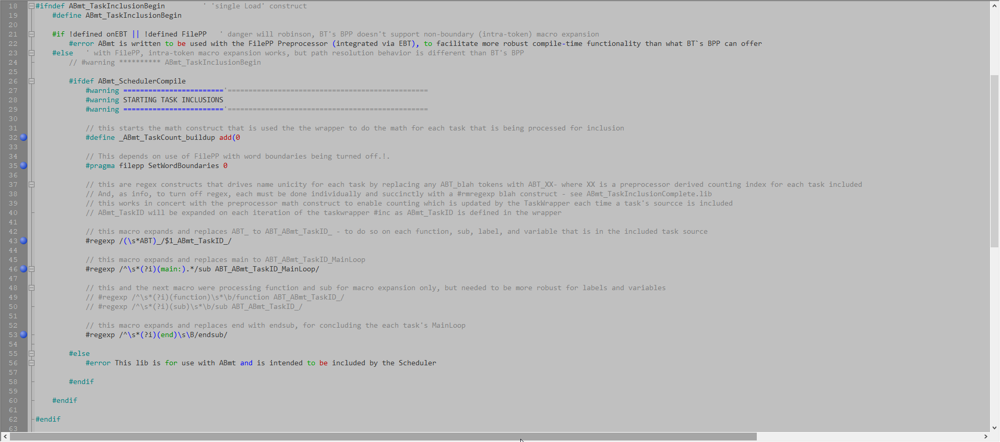 18 #ifndef ABmt_TaskInclusionBegin ' 'single Load' construct
19 #define ABmt_TaskInclusionBegin
20
21 #if !defined onEBT || !defined FilePP ' danger will robinson, BT's BPP doesn't support non-boundary (intra-token) macro expansion
22 #error ABmt is written to be used with the FilePP Preprocessor (integrated via EBT), to facilitate more robust compile-time functionality than what BT`s BPP can offer
23 #else ' with FilePP, intra-token macro expansion works, but path resolution behavior is different than BT's BPP
24 // #warning ********** ABmt_TaskInclusionBegin
25
26 #ifdef ABmt_SchedulerCompile
27 #warning ========================'================================================
28 #warning STARTING TASK INCLUSIONS
29 #warning ========================'================================================
30
31 // this starts the math construct that is used the the wrapper to do the math for each task that is being processed for inclusion
32 #define _ABmt_TaskCount_buildup add(0
33
34 // This depends on use of FilePP with word boundaries being turned off.!.
35 #pragma filepp SetWordBoundaries 0
36
37 // this are regex constructs that drives name unicity for each task by replacing any ABT_blah tokens with ABT_XX- where XX is a preprocessor derived counting index for each task included
38 // And, as info, to turn off regex, each must be done individually and succinctly with a #rmregexp blah construct - see ABmt_TaskInclusionComplete.lib
39 // this works in concert with the preprocessor math construct to enable counting which is updated by the TaskWrapper each time a task's sourcce is included
40 // ABmt_TaskID will be expanded on each iteration of the taskwrapper #inc as ABmt_TaskID is defined in the wrapper
41
42 // this macro expands and replaces ABT_ to ABT_ABmt_TaskID_ - to do so on each function, sub, label, and variable that is in the included task source
43 #regexp /(\s*ABT)_/$1_ABmt_TaskID_/
44
45 // this macro expands and replaces main to ABT_ABmt_TaskID_MainLoop
46 #regexp /^\s*(?i)(main:).*/sub ABT_ABmt_TaskID_MainLoop/
47
48 // this and the next macro were processing function and sub for macro expansion only, but needed to be more robust for labels and variables
49 // #regexp /^\s*(?i)(function)\s*\b/function ABT_ABmt_TaskID_/
50 // #regexp /^\s*(?i)(sub)\s*\b/sub ABT_ABmt_TaskID_/
51
52 // this macro expands and replaces end with endsub, for concluding the each task's MainLoop
53 #regexp /^\s*(?i)(end)\s\B/endsub/
54
55 #else
56 #error This lib is for use with ABmt and is intended to be included by the Scheduler
57
58 #endif
59
60 #endif
61
62 #endif
63